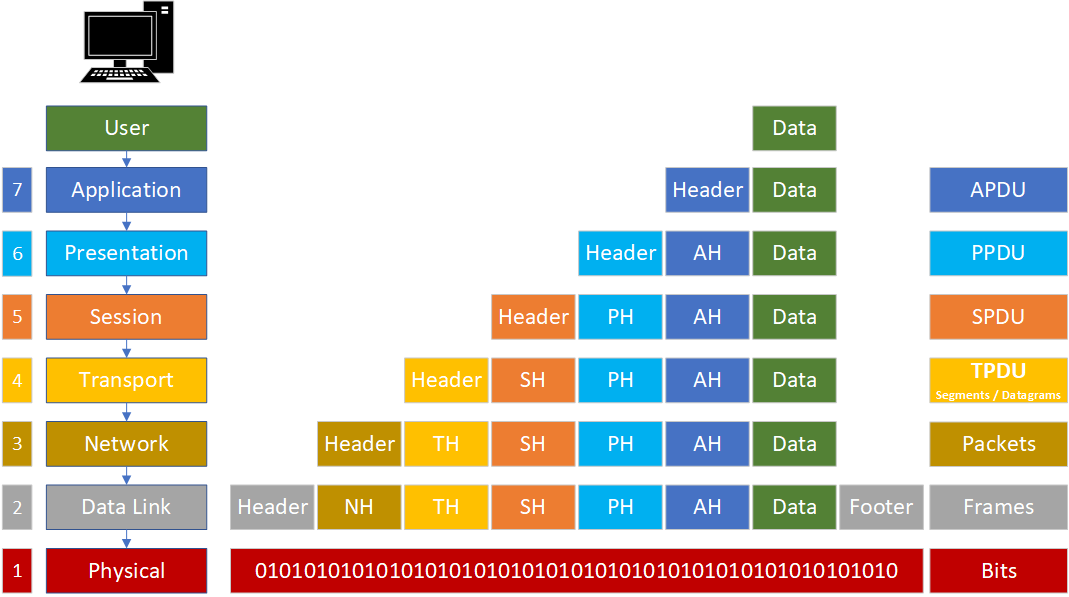 User
Data
7
Application
Header
Data
APDU
6
Presentation
Header
AH
Data
PPDU
5
Session
Header
PH
AH
Data
SPDU
4
Transport
Header
SH
PH
AH
Data
TPDU
Segments / Datagrams
3
Network
Header
TH
SH
PH
AH
Data
Packets
2
Data Link
Header
NH
TH
SH
PH
AH
Data
Footer
Frames
1
Physical
01010101010101010101010101010101010101010101010101010
Bits